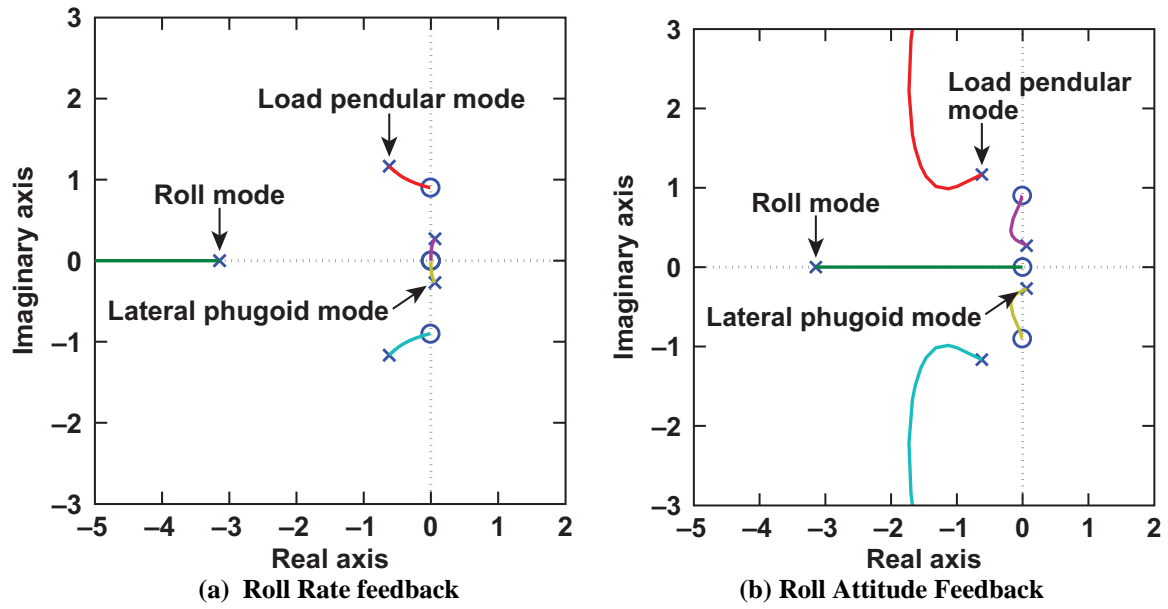 3
2
1
0
–1
–2
–3
Imaginary axis
Load pendular mode
Roll mode
Lateral phugoid mode
–5 –4 –3 –2 –1 0 1 2
Real axis
(a) Roll Rate feedback
3
2
1
0
–1
–2
–3
Imaginary axis
Load pendular
mode
Roll mode
Lateral phugoid mode
–5 –4 –3 –2 –1 0 1 2
Real axis
(b) Roll Attitude Feedback